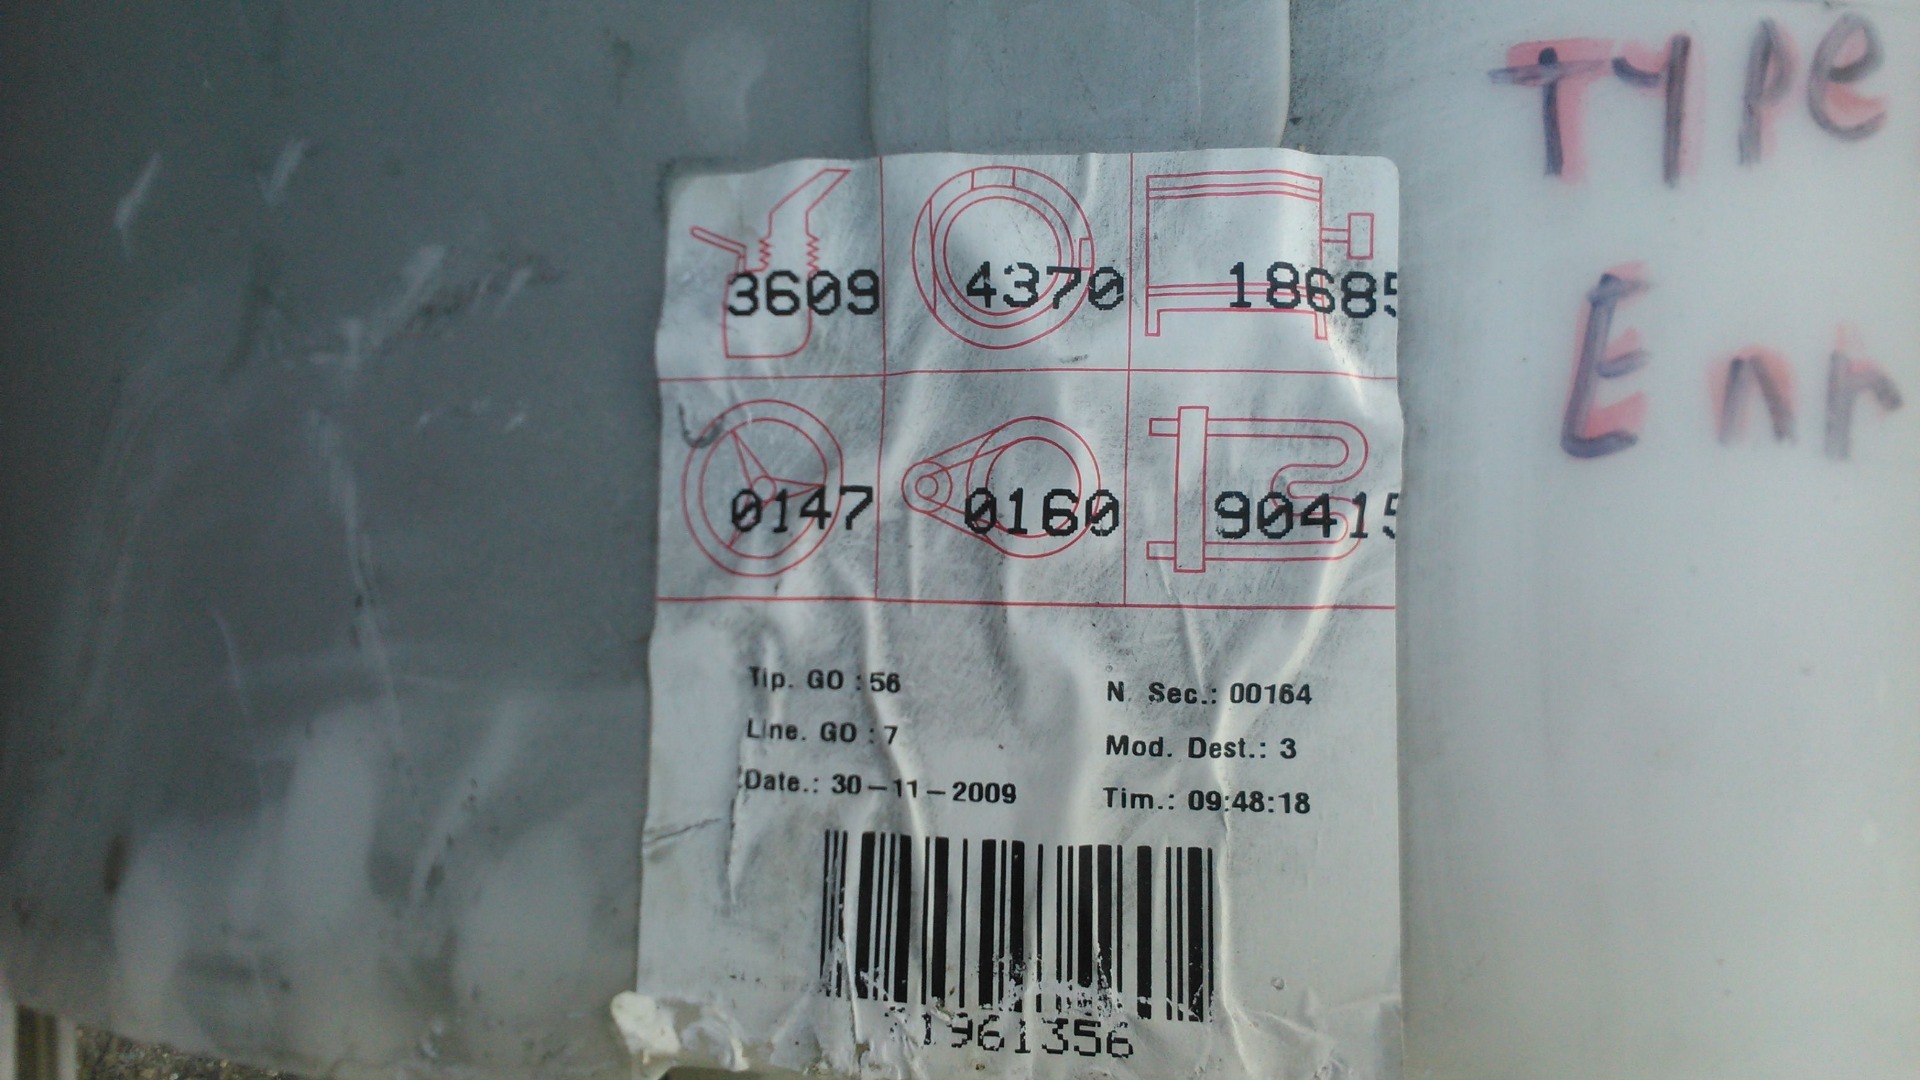 Type
Enr
3609 4370 18685
0147 0160 90415
Tip. GO : 56
N. Sec.: 00164
Line. GO : 7
Mod. Dest.: 3
Date.: 30-11-2009
Tim.: 09:48:18
1961356